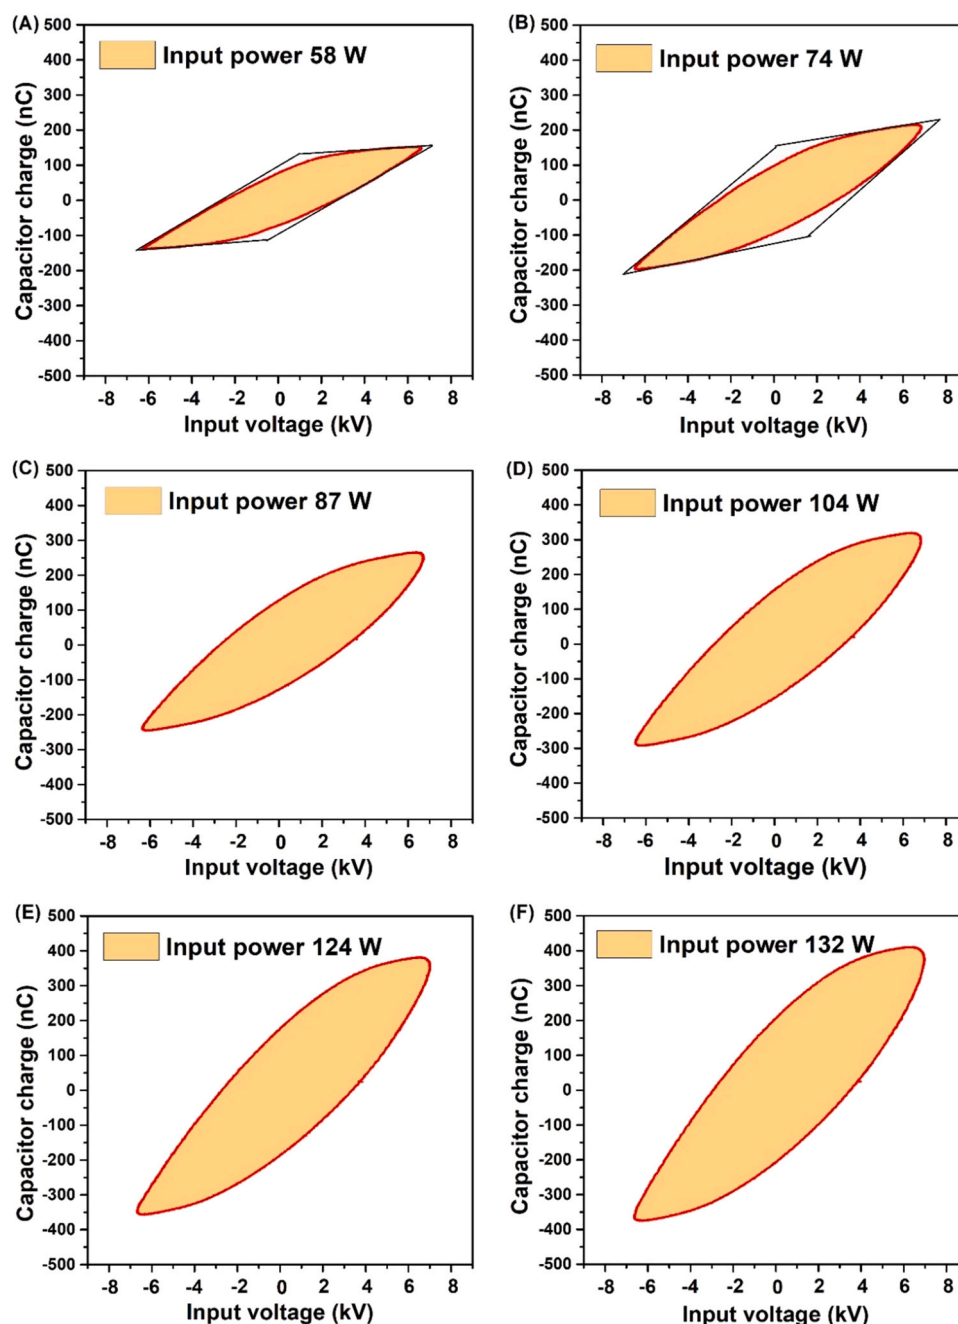 (A)
Input power 58 W
Capacitor charge (nC)
500
400
300
200
100
0
-100
-200
-300
-400
-500
-8 -6 -4 -2 0 2 4 6 8
Input voltage (kV)
(B)
Input power 74 W
Capacitor charge (nC)
500
400
300
200
100
0
-100
-200
-300
-400
-500
-8 -6 -4 -2 0 2 4 6 8
Input voltage (kV)
(C)
Input power 87 W
Capacitor charge (nC)
500
400
300
200
100
0
-100
-200
-300
-400
-500
-8 -6 -4 -2 0 2 4 6 8
Input voltage (kV)
(D)
Input power 104 W
Capacitor charge (nC)
500
400
300
200
100
0
-100
-200
-300
-400
-500
-8 -6 -4 -2 0 2 4 6 8
Input voltage (kV)
(E)
Input power 124 W
Capacitor charge (nC)
500
400
300
200
100
0
-100
-200
-300
-400
-500
-8 -6 -4 -2 0 2 4 6 8
Input voltage (kV)
(F)
Input power 132 W
Capacitor charge (nC)
500
400
300
200
100
0
-100
-200
-300
-400
-500
-8 -6 -4 -2 0 2 4 6 8
Input voltage (kV)